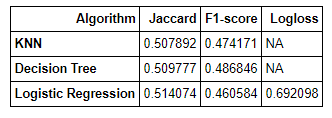 Algorithm Jaccard F1-score Logloss
KNN 0.507892 0.474171 NA
Decision Tree 0.509777 0.486846 NA
Logistic Regression 0.514074 0.460584 0.692098